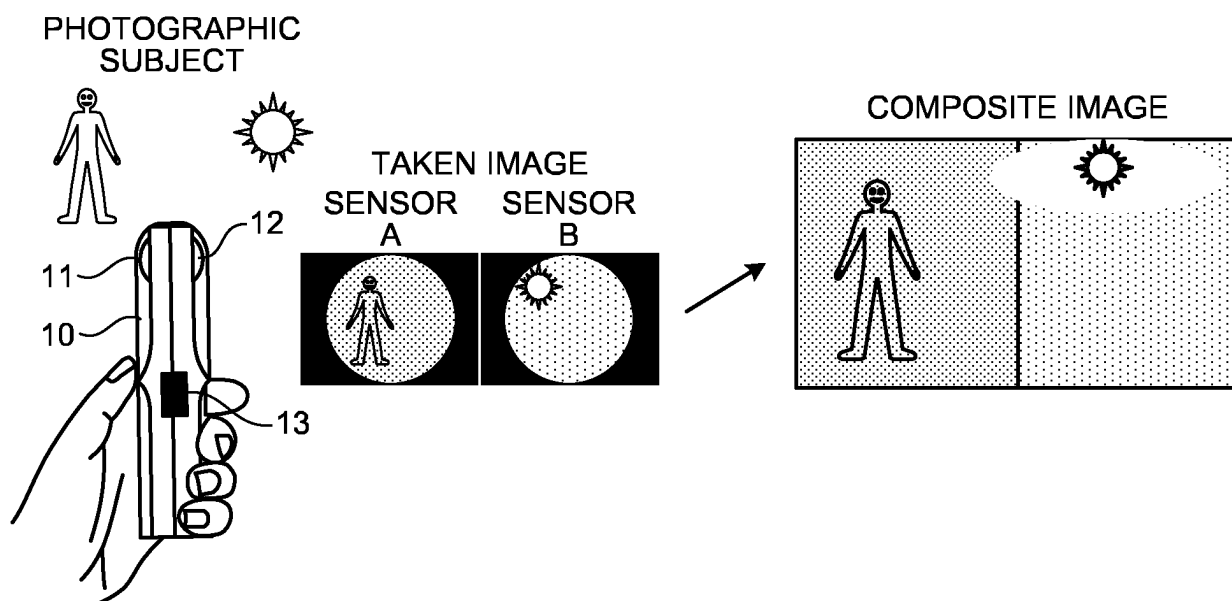 PHOTOGRAPHIC
SUBJECT
11
12
10
13
TAKEN IMAGE
SENSOR
A
SENSOR
B
COMPOSITE IMAGE